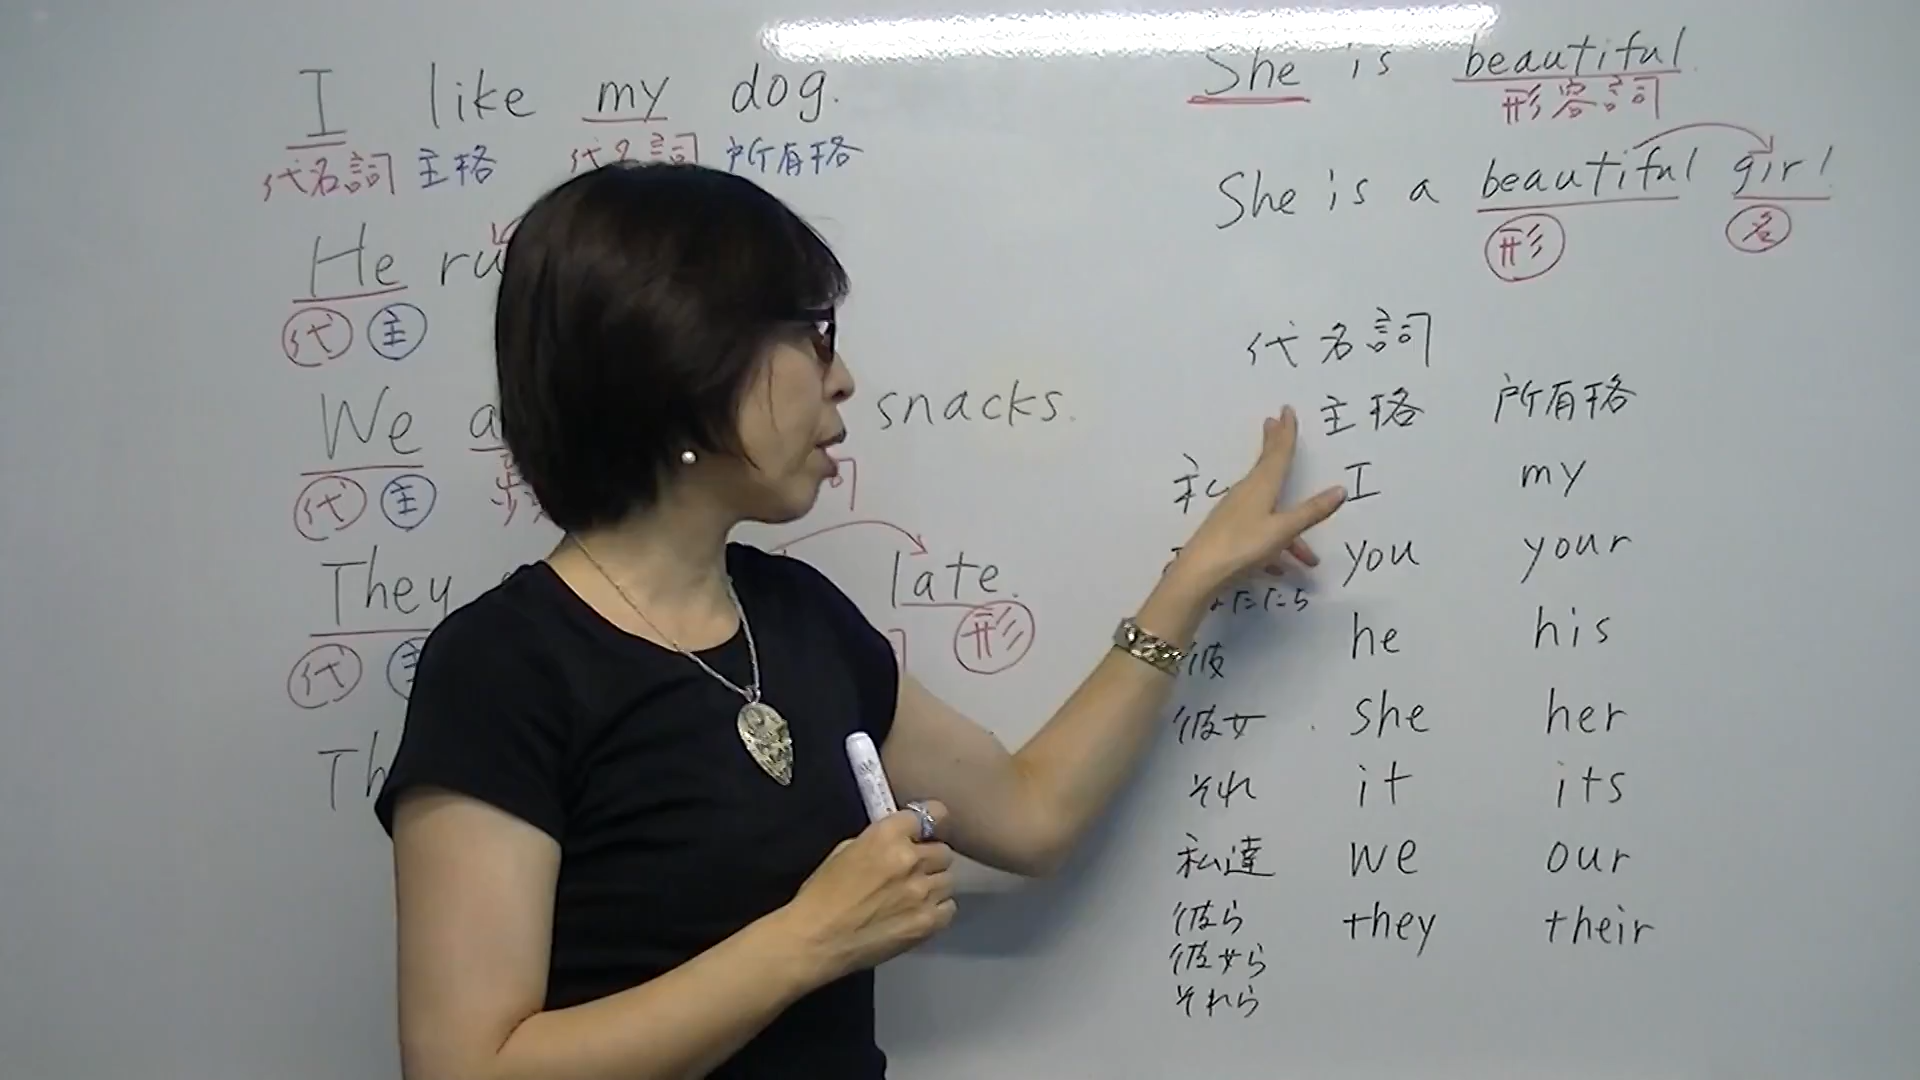 I like my dog.
代名詞 主格 代名詞 所有格
He
代 主
We snacks.
代 主
They late.
代 形
She is beautiful.
形容詞
She is a beautiful girl.
形 名
代名詞
主格 所有格
私 I my
you your
たち
彼 he his
彼女 she her
それ it its
私達 we our
彼ら they their
彼女ら
それら